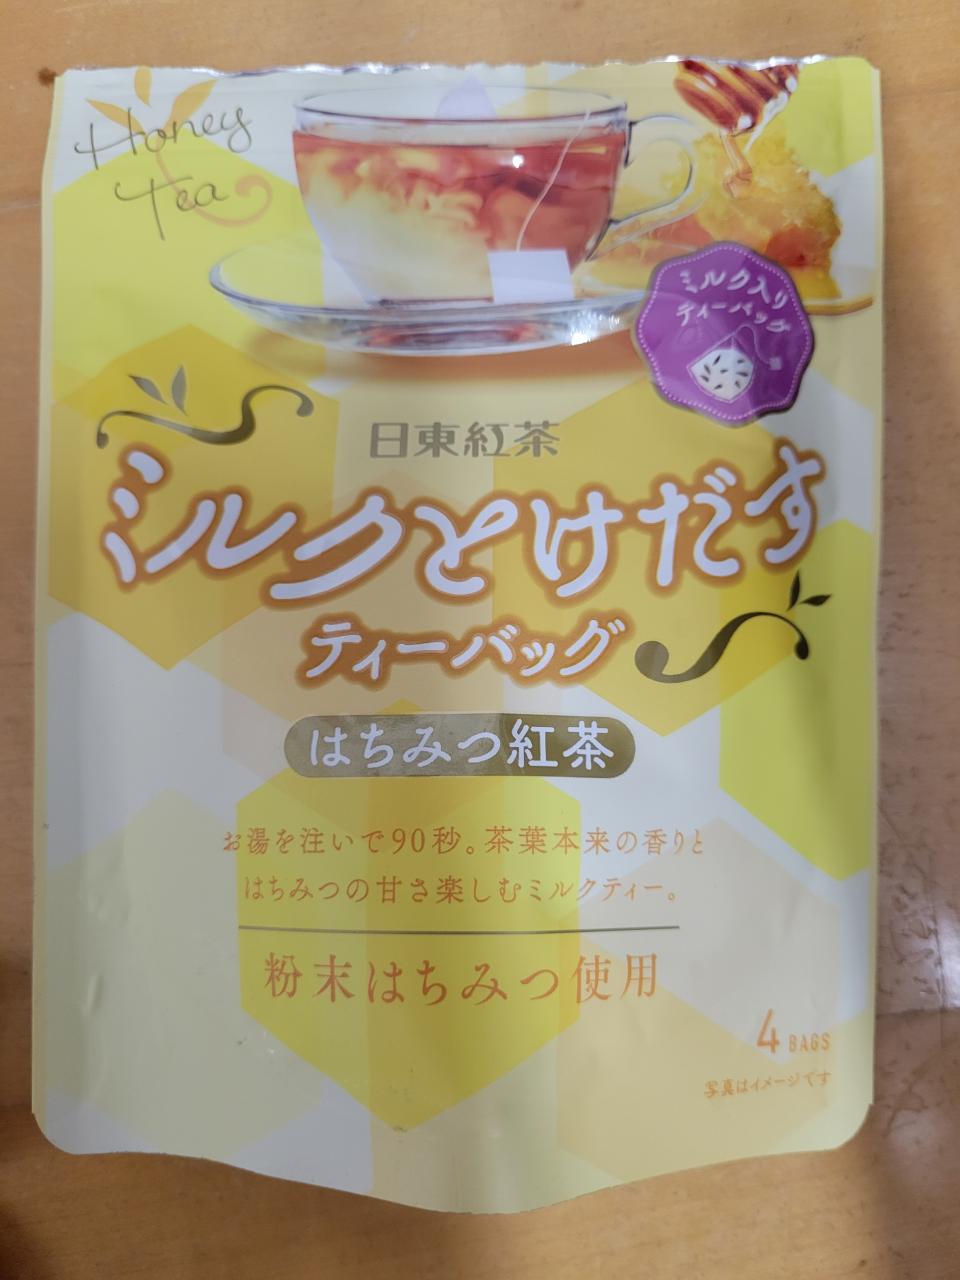 Honey
Tea
ミルク入り
ティーバッグ
日東紅茶
ミルクとけだす
ティーバッグ
はちみつ紅茶
お湯を注いで90秒。茶葉本来の香りと
はちみつの甘さ楽しむミルクティー。
粉末はちみつ使用
4 BAGS
写真はイメージです